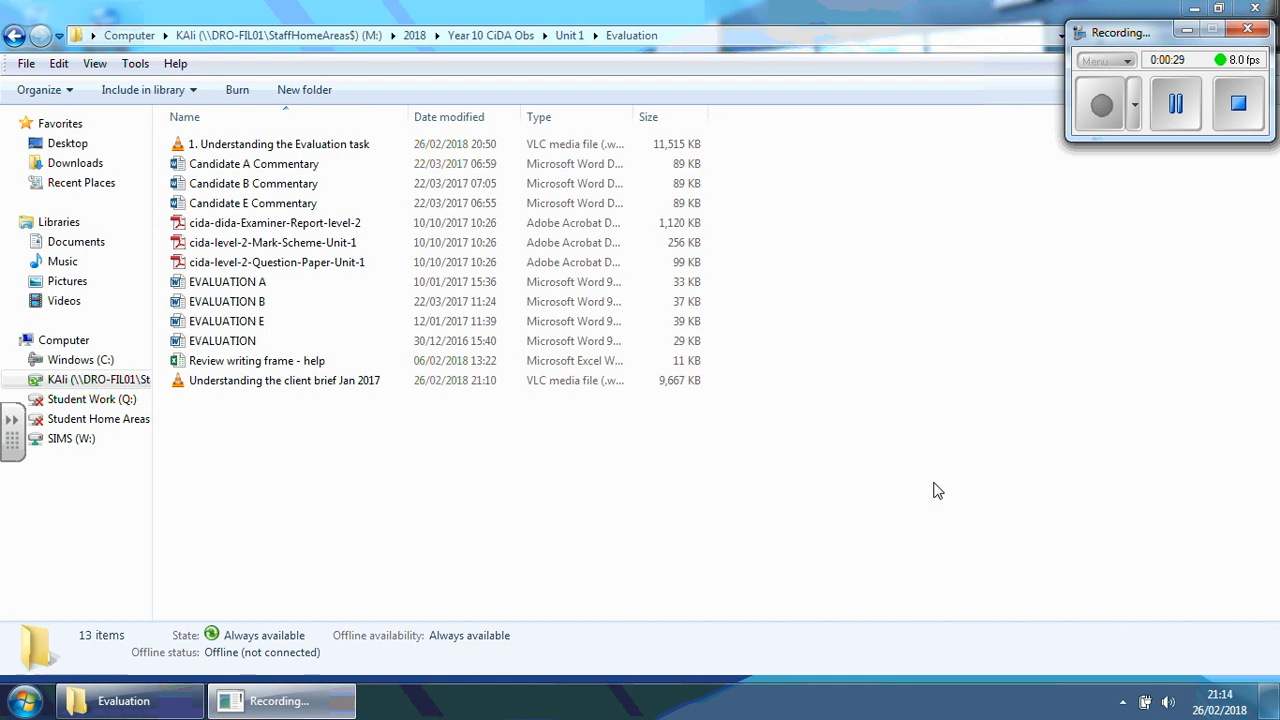 Computer KAli (\\DRO-FIL01\StaffHomeAreas$) (M:) 2018 Year 10 CiDA Obs Unit 1 Evaluation
Recording...
File Edit View Tools Help
Menu 0:00:29 8.0 fps
Organize Include in library Burn New folder
Name Date modified Type Size
Favorites
Desktop
Downloads
Recent Places
Libraries
Documents
Music
Pictures
Videos
Computer
Windows (C:)
KAli (\\DRO-FIL01\St
Student Work (Q:)
Student Home Areas
SIMS (W:)
1. Understanding the Evaluation task 26/02/2018 20:50 VLC media file (.w... 11,515 KB
Candidate A Commentary 22/03/2017 06:59 Microsoft Word D... 89 KB
Candidate B Commentary 22/03/2017 07:05 Microsoft Word D... 89 KB
Candidate E Commentary 22/03/2017 06:55 Microsoft Word D... 89 KB
cida-dida-Examiner-Report-level-2 10/10/2017 10:26 Adobe Acrobat D... 1,120 KB
cida-level-2-Mark-Scheme-Unit-1 10/10/2017 10:26 Adobe Acrobat D... 256 KB
cida-level-2-Question-Paper-Unit-1 10/10/2017 10:26 Adobe Acrobat D... 99 KB
EVALUATION A 10/01/2017 15:36 Microsoft Word 9... 33 KB
EVALUATION B 22/03/2017 11:24 Microsoft Word 9... 37 KB
EVALUATION E 12/01/2017 11:39 Microsoft Word 9... 39 KB
EVALUATION 30/12/2016 15:40 Microsoft Word 9... 29 KB
Review writing frame - help 06/02/2018 13:22 Microsoft Excel W... 11 KB
Understanding the client brief Jan 2017 26/02/2018 21:10 VLC media file (.w... 9,667 KB
13 items State: Always available Offline availability: Always available
Offline status: Offline (not connected)
Evaluation Recording... 21:14
26/02/2018